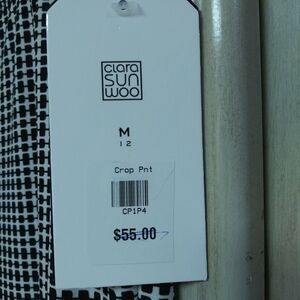 clara
SUN
WOO
M
12
Crop Pnt
CP1P4
$55.00